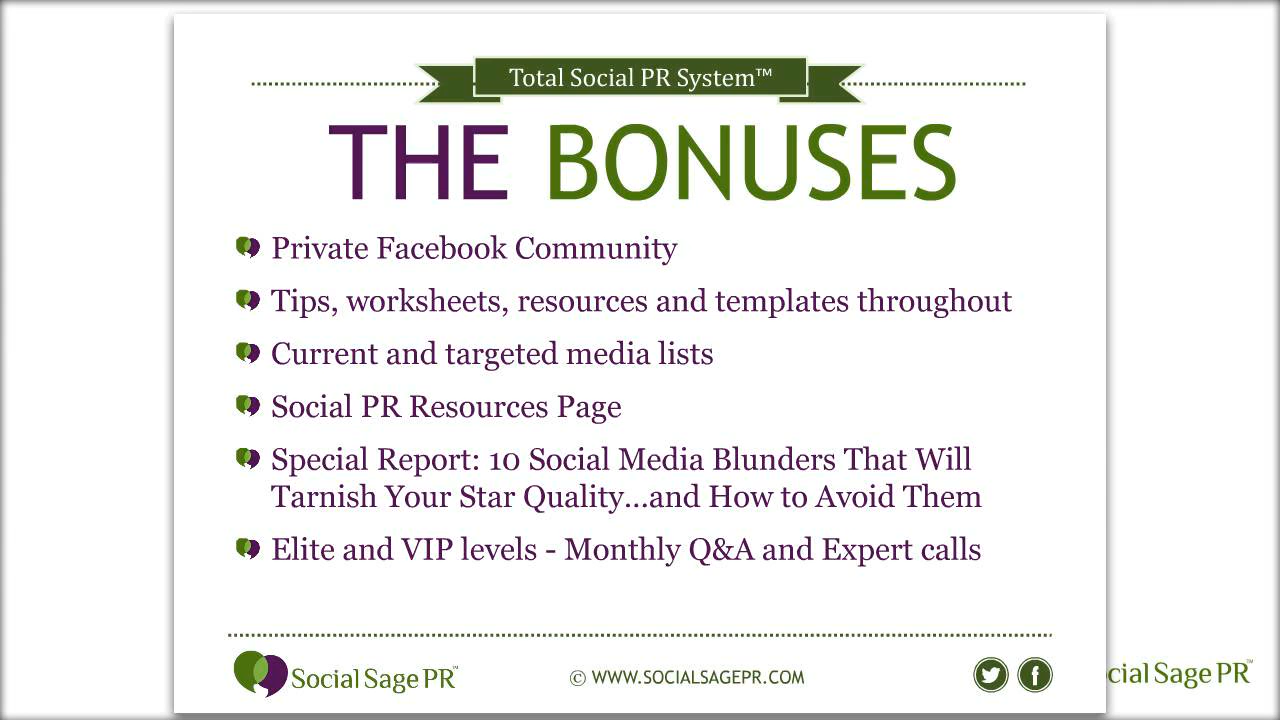 Total Social PR System™
THE BONUSES
Private Facebook Community
Tips, worksheets, resources and templates throughout
Current and targeted media lists
Social PR Resources Page
Special Report: 10 Social Media Blunders That Will
Tarnish Your Star Quality...and How to Avoid Them
Elite and VIP levels - Monthly Q&A and Expert calls
Social Sage PR™
© WWW.SOCIALSAGEPR.COM
cial Sage PR™